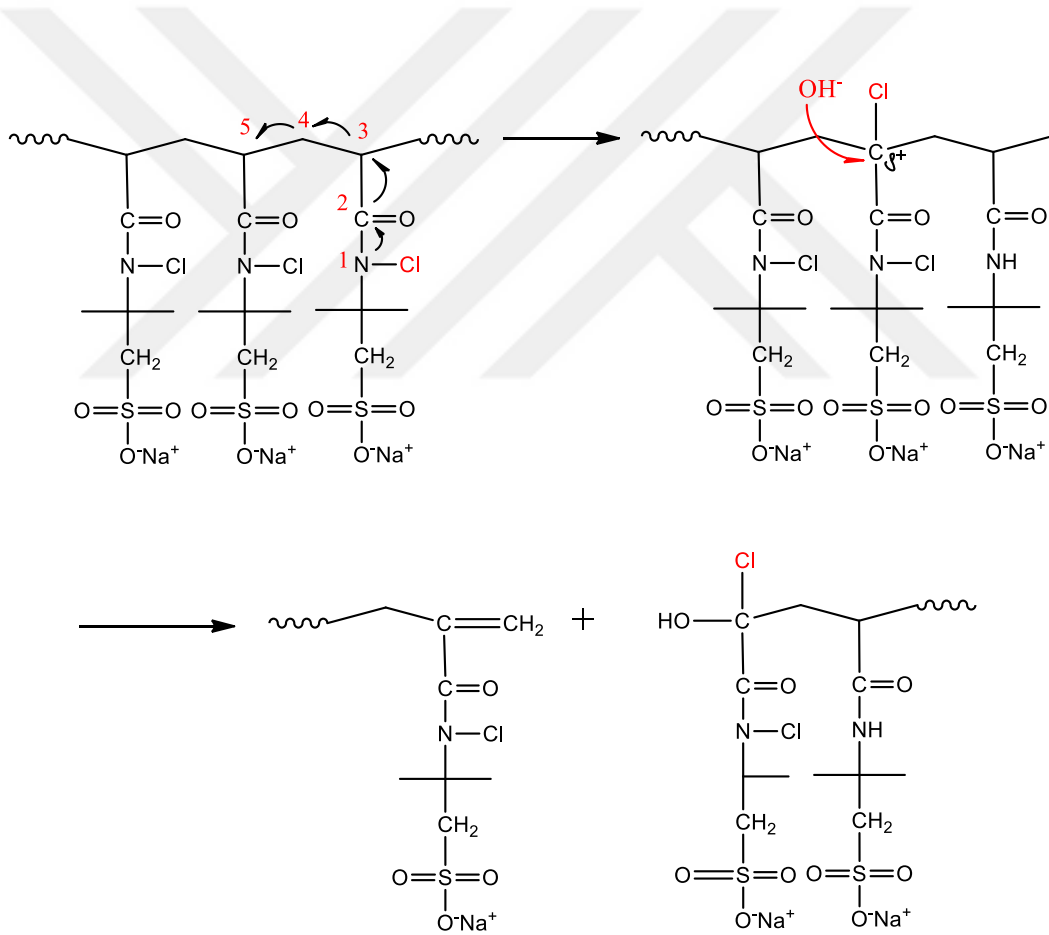 5 4 3
2 C=O C=O C=O
1 N—Cl N—Cl N—Cl
CH2 CH2 CH2
O=S=O O=S=O O=S=O
O-Na+ O-Na+ O-Na+
OH- Cl
C+
C=O C=O C=O
N—Cl N—Cl NH
CH2 CH2 CH2
O=S=O O=S=O O=S=O
O-Na+ O-Na+ O-Na+
C=CH2
C=O
N—Cl
CH2
O=S=O
O-Na+
+
Cl
HO—C
C=O C=O
N—Cl NH
CH2 CH2
O=S=O O=S=O
O-Na+ O-Na+